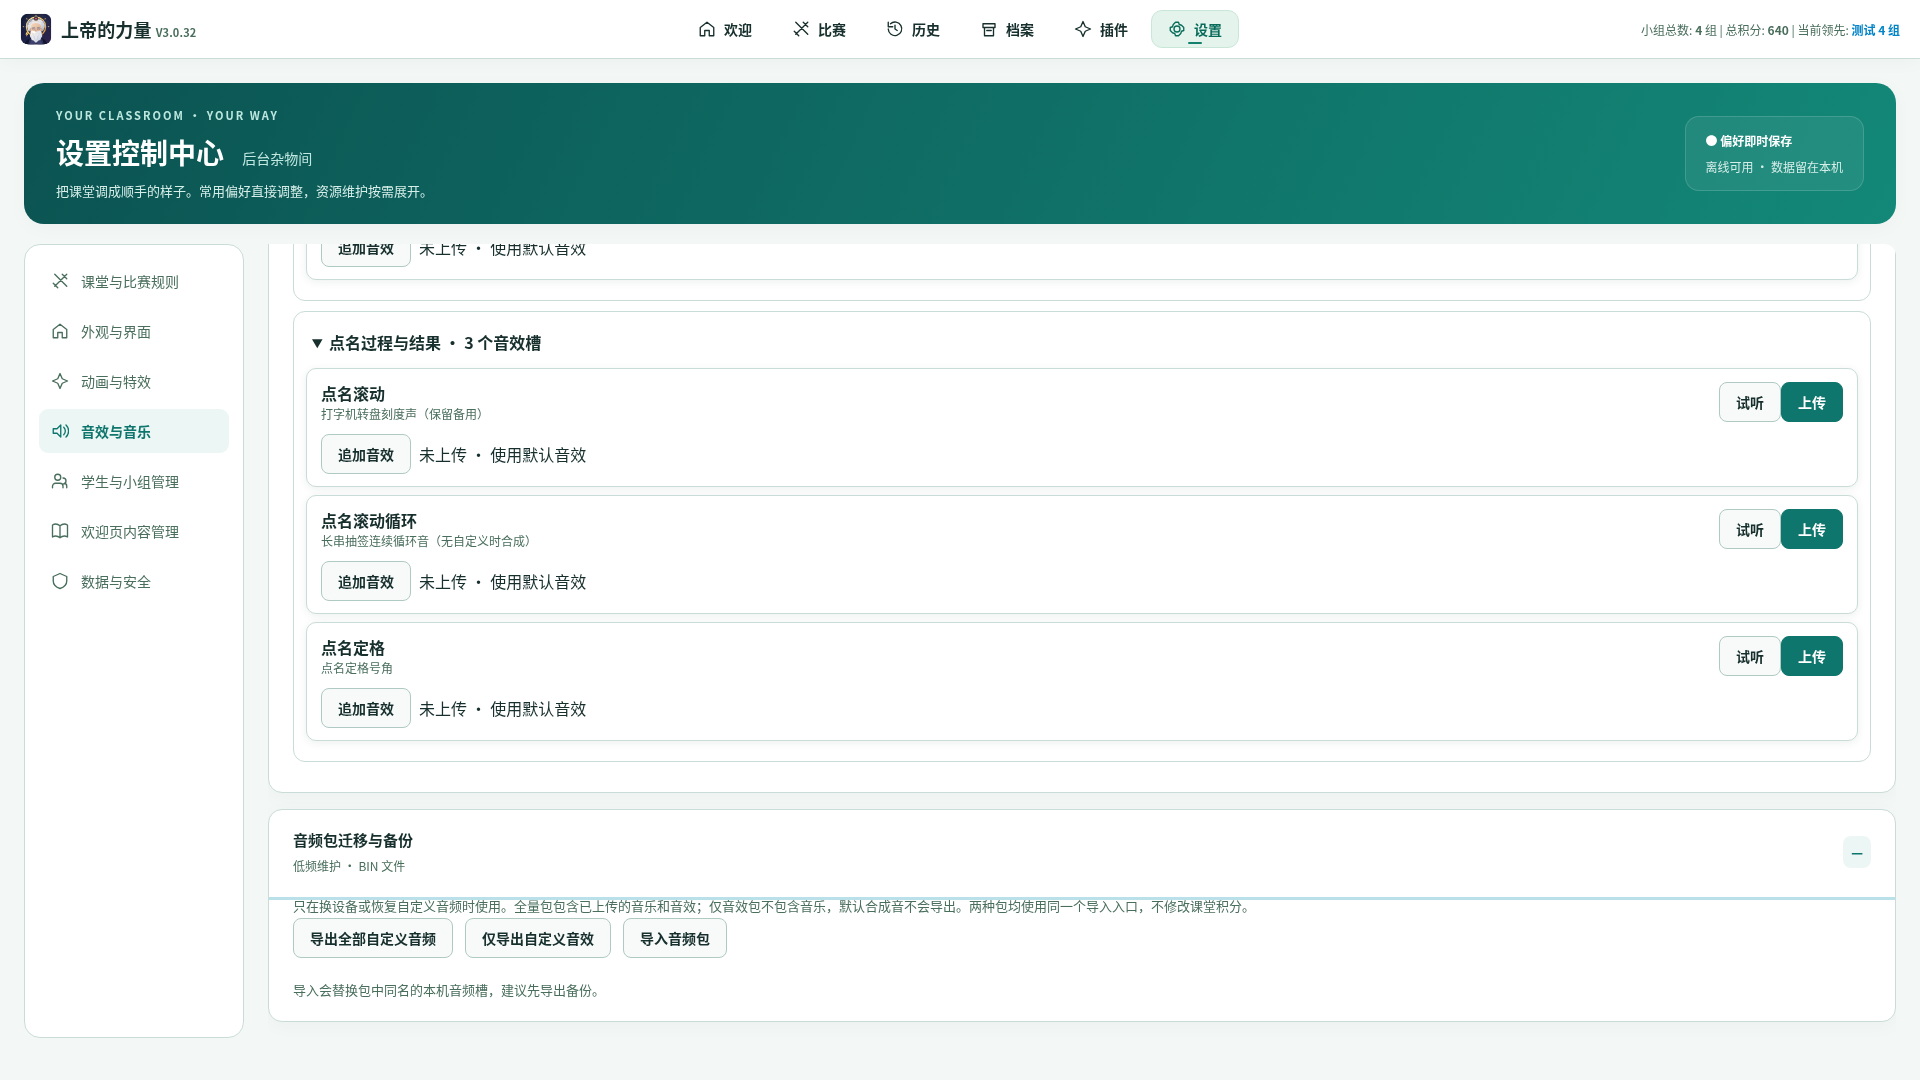 上帝的力量 V3.0.32
欢迎
比赛
历史
档案
插件
设置
小组总数: 4 组 | 总积分: 640 | 当前领先: 测试 4 组
YOUR CLASSROOM · YOUR WAY
设置控制中心 后台杂物间
把课堂调成顺手的样子。常用偏好直接调整，资源维护按需展开。
偏好即时保存
离线可用 · 数据留在本机
课堂与比赛规则
外观与界面
动画与特效
音效与音乐
学生与小组管理
欢迎页内容管理
数据与安全
追加音效 未上传 · 使用默认音效
▼ 点名过程与结果 · 3 个音效槽
点名滚动
打字机转盘刻度声（保留备用）
试听 上传
追加音效 未上传 · 使用默认音效
点名滚动循环
长串抽签连续循环音（无自定义时合成）
试听 上传
追加音效 未上传 · 使用默认音效
点名定格
点名定格号角
试听 上传
追加音效 未上传 · 使用默认音效
音频包迁移与备份
低频维护 · BIN 文件
只在换设备或恢复自定义音频时使用。全量包包含已上传的音乐和音效；仅音效包不包含音乐，默认合成音不会导出。两种包均使用同一个导入入口，不修改课堂积分。
导出全部自定义音频 仅导出自定义音效 导入音频包
导入会替换包中同名的本机音频槽，建议先导出备份。